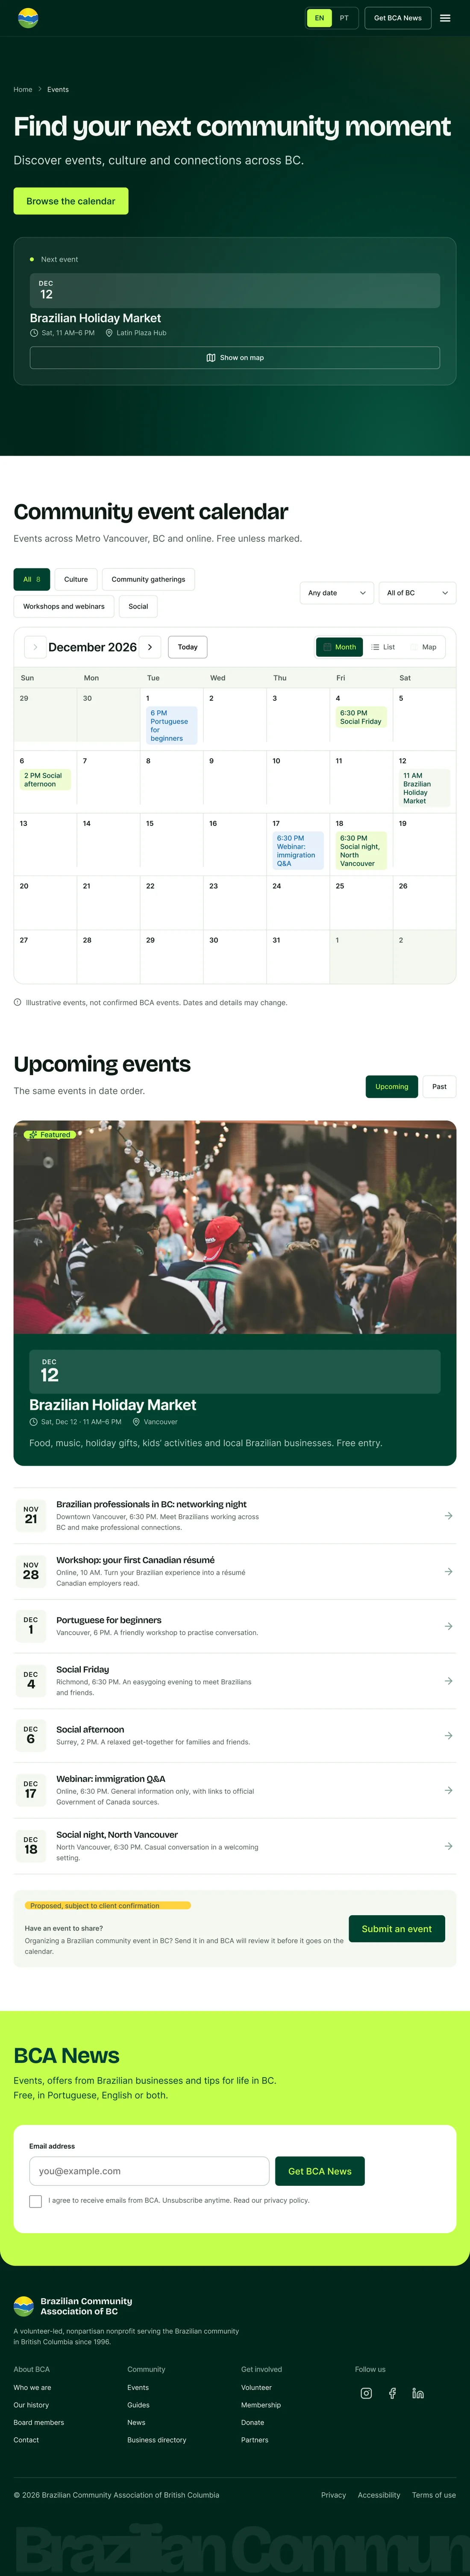 EN
PT
Get BCA News
Home
Events
Find your next community moment
Discover events, culture and connections across BC.
Browse the calendar
Next event
DEC
12
Brazilian Holiday Market
Sat, 11 AM–6 PM
Latin Plaza Hub
Show on map
Community event calendar
Events across Metro Vancouver, BC and online. Free unless marked.
All 8
Culture
Community gatherings
Workshops and webinars
Social
Any date
All of BC
December 2026
Today
Month
List
Map
Sun Mon Tue Wed Thu Fri Sat
29 30 1 2 3 4 5
6 PM
Portuguese
for
beginners
6:30 PM
Social Friday
6 7 8 9 10 11 12
2 PM Social
afternoon
11 AM
Brazilian
Holiday
Market
13 14 15 16 17 18 19
6:30 PM
Webinar:
immigration
Q&A
6:30 PM
Social night,
North
Vancouver
20 21 22 23 24 25 26
27 28 29 30 31 1 2
Illustrative events, not confirmed BCA events. Dates and details may change.
Upcoming events
The same events in date order.
Upcoming
Past
Featured
DEC
12
Brazilian Holiday Market
Sat, Dec 12 · 11 AM–6 PM
Vancouver
Food, music, holiday gifts, kids' activities and local Brazilian businesses. Free entry.
NOV
21
Brazilian professionals in BC: networking night
Downtown Vancouver, 6:30 PM. Meet Brazilians working across
BC and make professional connections.
NOV
28
Workshop: your first Canadian résumé
Online, 10 AM. Turn your Brazilian experience into a résumé
Canadian employers read.
DEC
1
Portuguese for beginners
Vancouver, 6 PM. A friendly workshop to practise conversation.
DEC
4
Social Friday
Richmond, 6:30 PM. An easygoing evening to meet Brazilians
and friends.
DEC
6
Social afternoon
Surrey, 2 PM. A relaxed get-together for families and friends.
DEC
17
Webinar: immigration Q&A
Online, 6:30 PM. General information only, with links to official
Government of Canada sources.
DEC
18
Social night, North Vancouver
North Vancouver, 6:30 PM. Casual conversation in a welcoming
setting.
Proposed, subject to client confirmation
Have an event to share?
Organizing a Brazilian community event in BC? Send it in and BCA will review it before it goes on the
calendar.
Submit an event
BCA News
Events, offers from Brazilian businesses and tips for life in BC.
Free, in Portuguese, English or both.
Email address
you@example.com
Get BCA News
I agree to receive emails from BCA. Unsubscribe anytime. Read our privacy policy.
Brazilian Community
Association of BC
A volunteer-led, nonpartisan nonprofit serving the Brazilian community
in British Columbia since 1996.
About BCA
Who we are
Our history
Board members
Contact
Community
Events
Guides
News
Business directory
Get involved
Volunteer
Membership
Donate
Partners
Follow us
© 2026 Brazilian Community Association of British Columbia
Privacy
Accessibility
Terms of use
Brazilian Commun